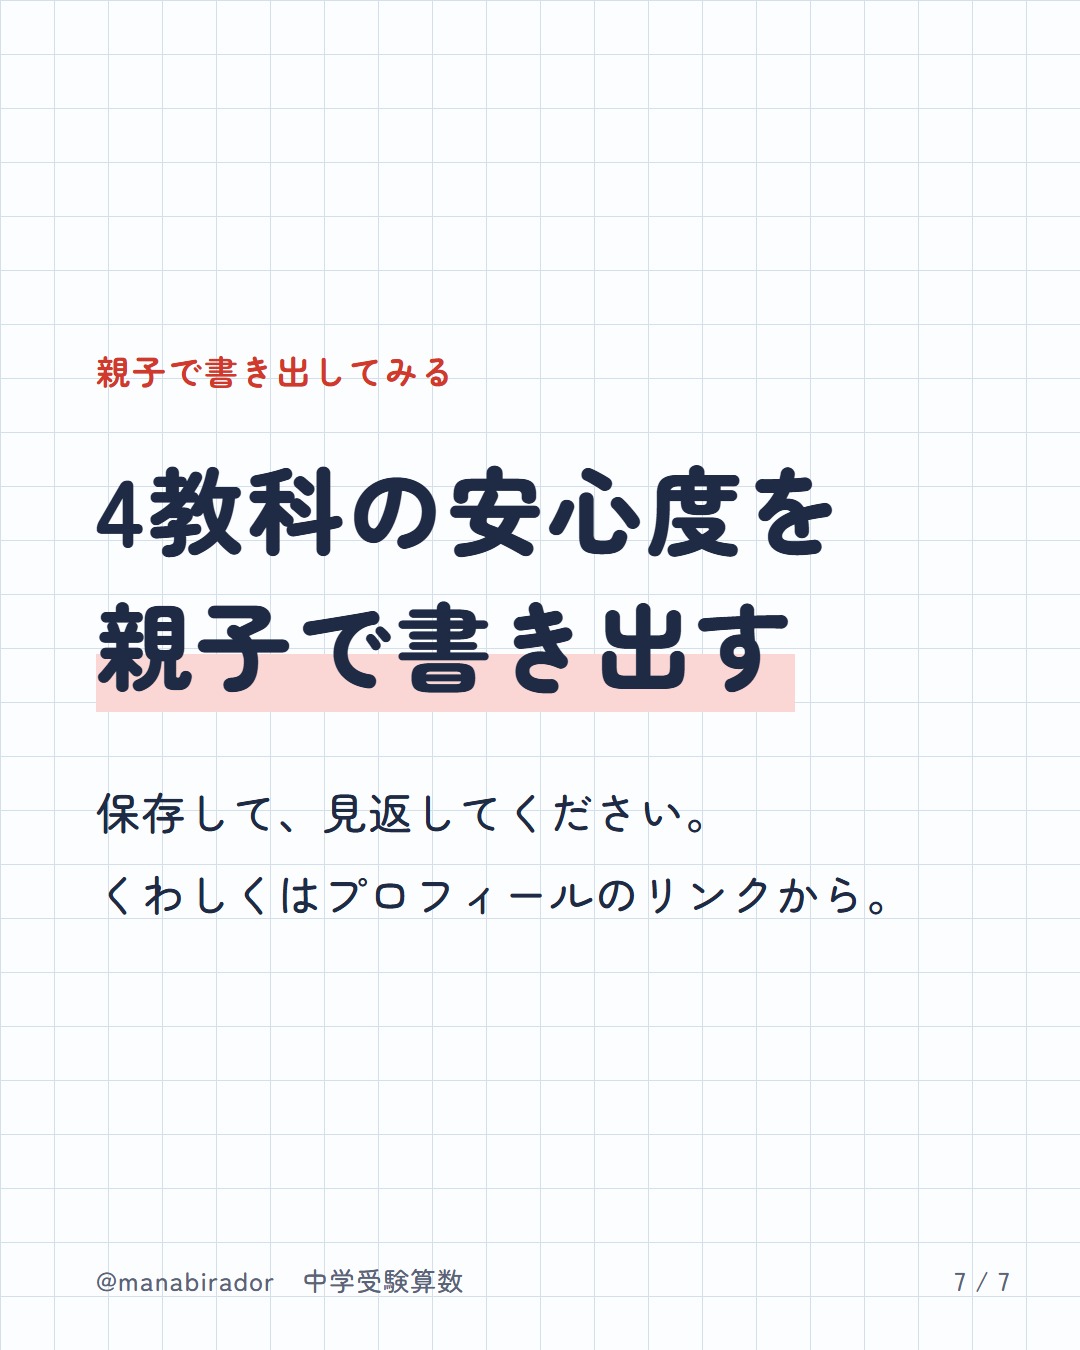 親子で書き出してみる
4教科の安心度を
親子で書き出す
保存して、見返してください。
くわしくはプロフィールのリンクから。
@manabirador　中学受験算数
7 / 7